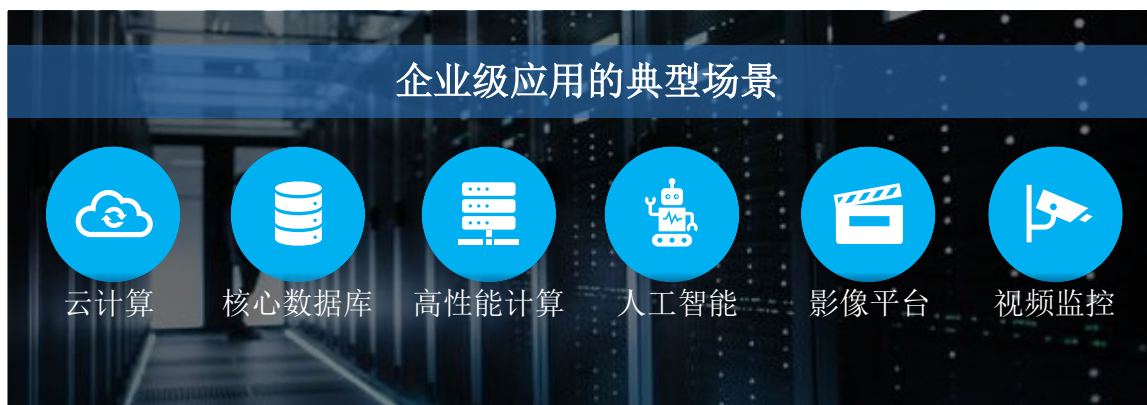 企业级应用的典型场景
云计算
核心数据库
高性能计算
人工智能
影像平台
视频监控